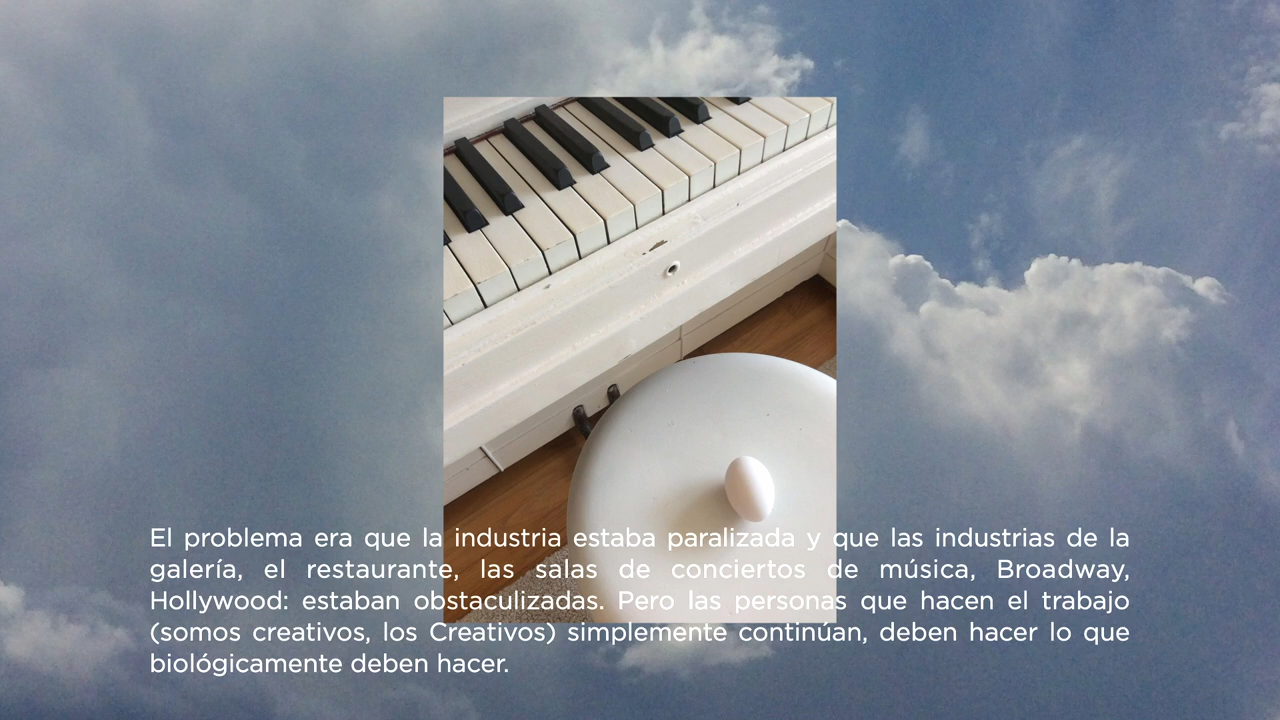 El problema era que la industria estaba paralizada y que las industrias de la
galería, el restaurante, las salas de conciertos de música, Broadway,
Hollywood: estaban obstaculizadas. Pero las personas que hacen el trabajo
(somos creativos, los Creativos) simplemente continúan, deben hacer lo que
biológicamente deben hacer.